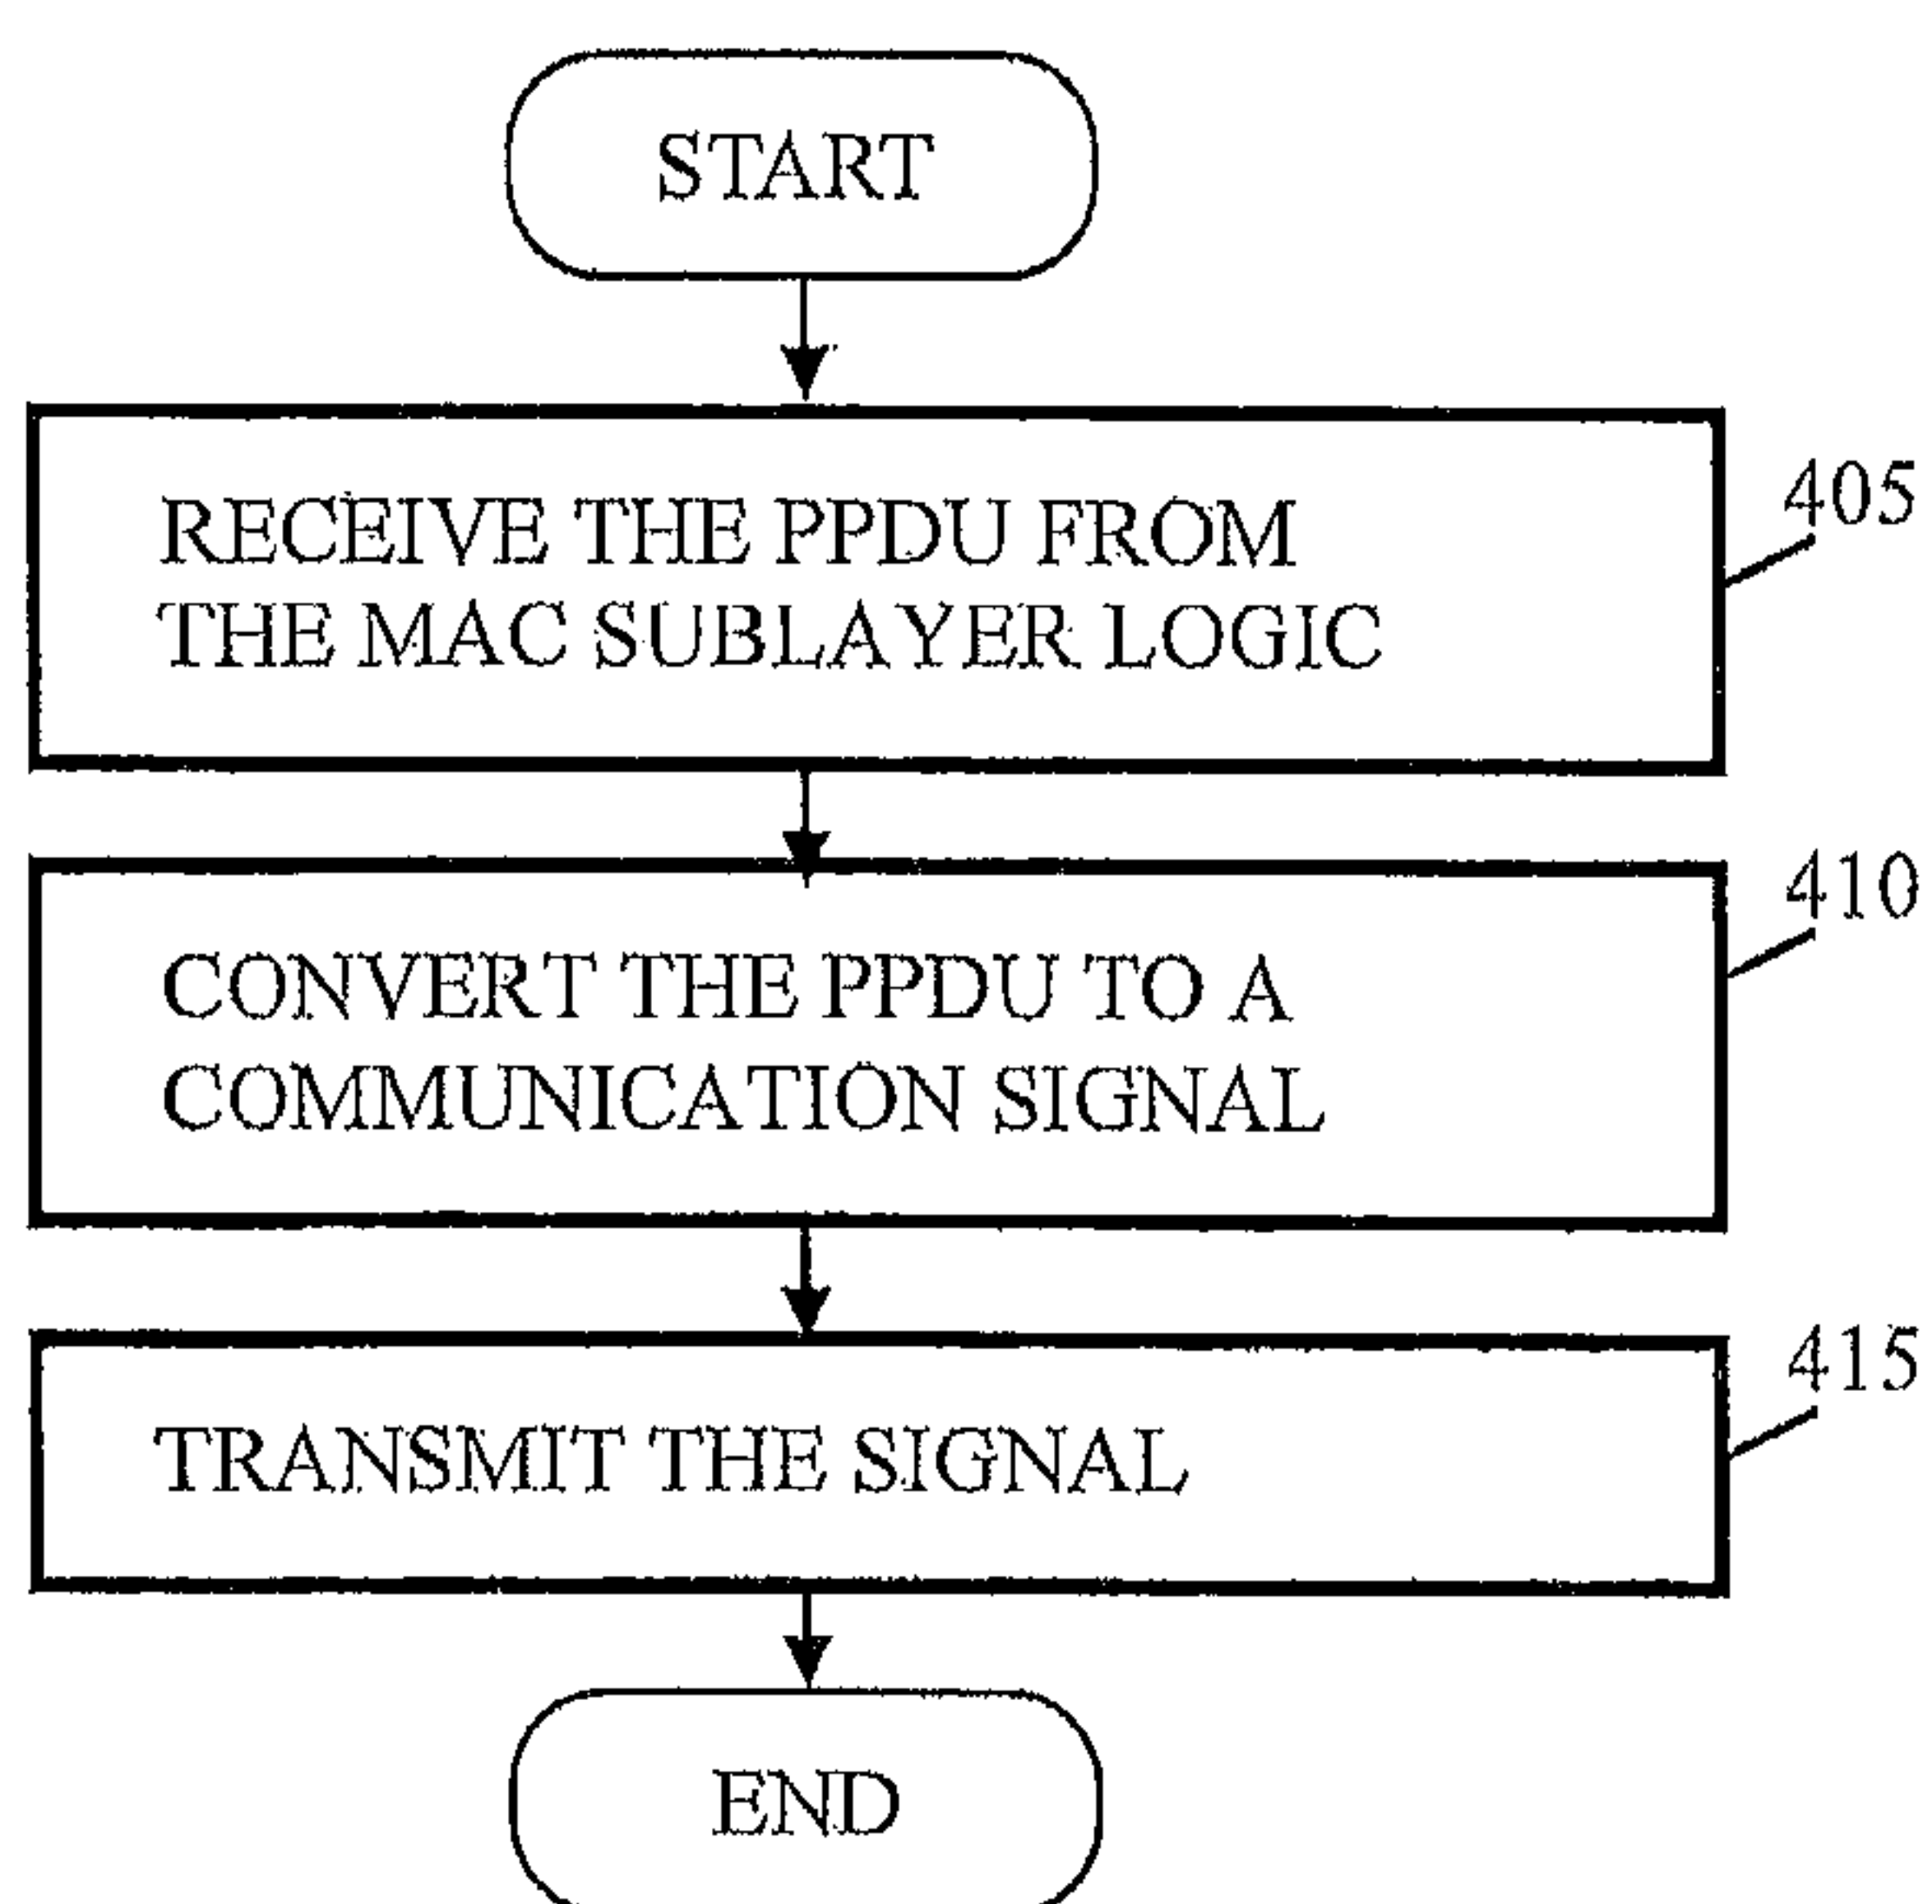 START
RECEIVE THE PPDU FROM
THE MAC SUBLAYER LOGIC
405
CONVERT THE PPDU TO A
COMMUNICATION SIGNAL
410
TRANSMIT THE SIGNAL
415
END